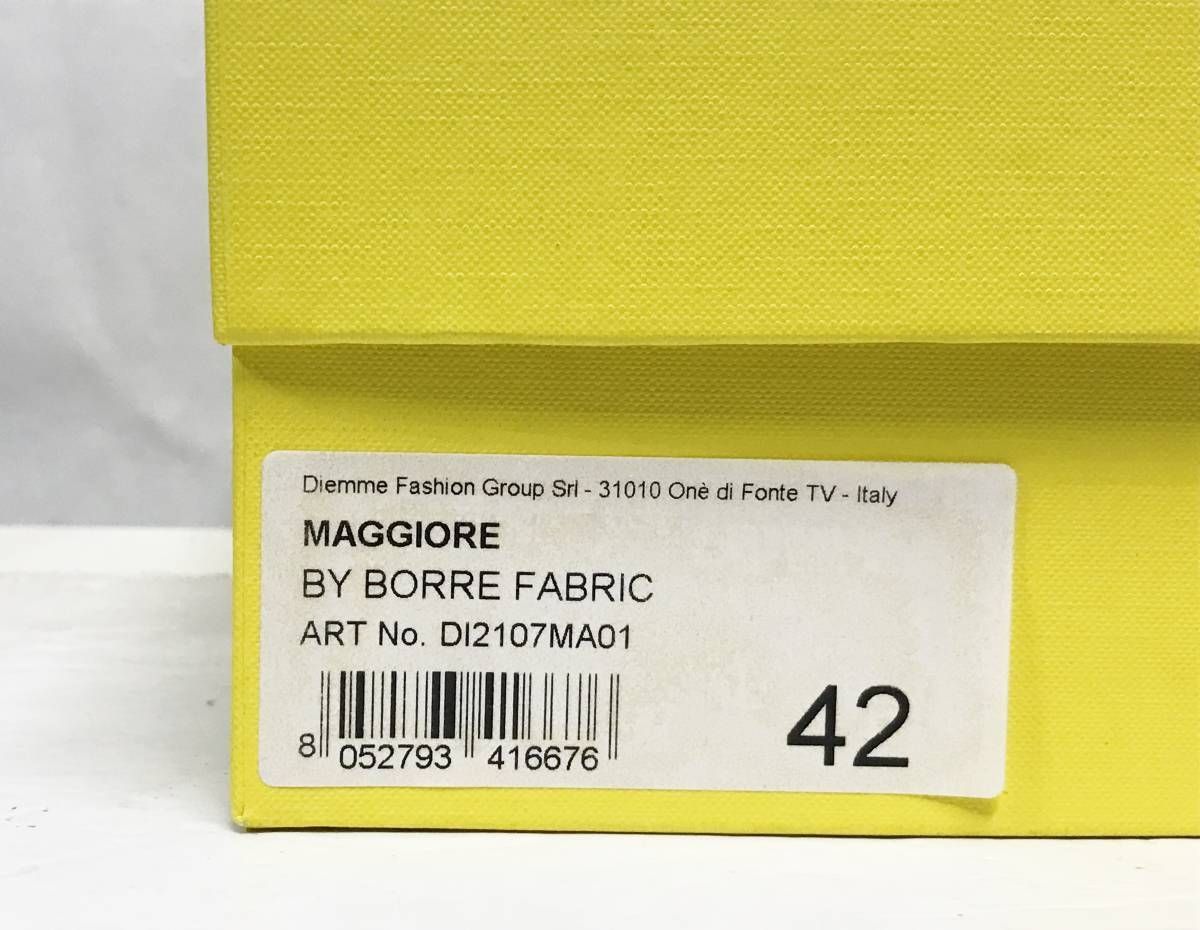 Diemme Fashion Group Srl - 31010 Onè di Fonte TV - Italy
MAGGIORE
BY BORRE FABRIC
ART No. DI2107MA01
42
8 052793 416676